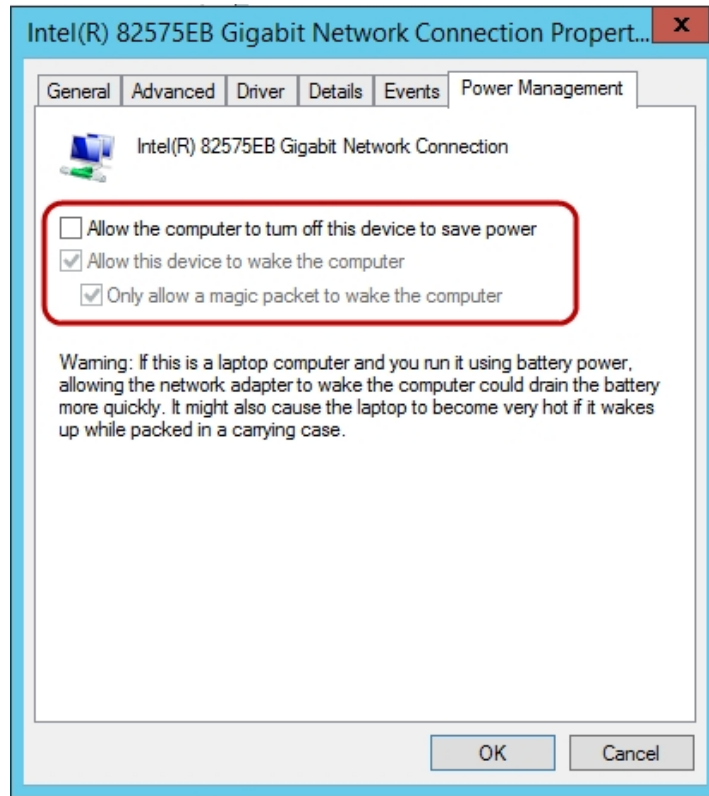 Intel(R) 82575EB Gigabit Network Connection Propert...
x
General Advanced Driver Details Events Power Management
Intel(R) 82575EB Gigabit Network Connection
Allow the computer to turn off this device to save power
Allow this device to wake the computer
Only allow a magic packet to wake the computer
Warning: If this is a laptop computer and you run it using battery power,
allowing the network adapter to wake the computer could drain the battery
more quickly. It might also cause the laptop to become very hot if it wakes
up while packed in a carrying case.
OK Cancel